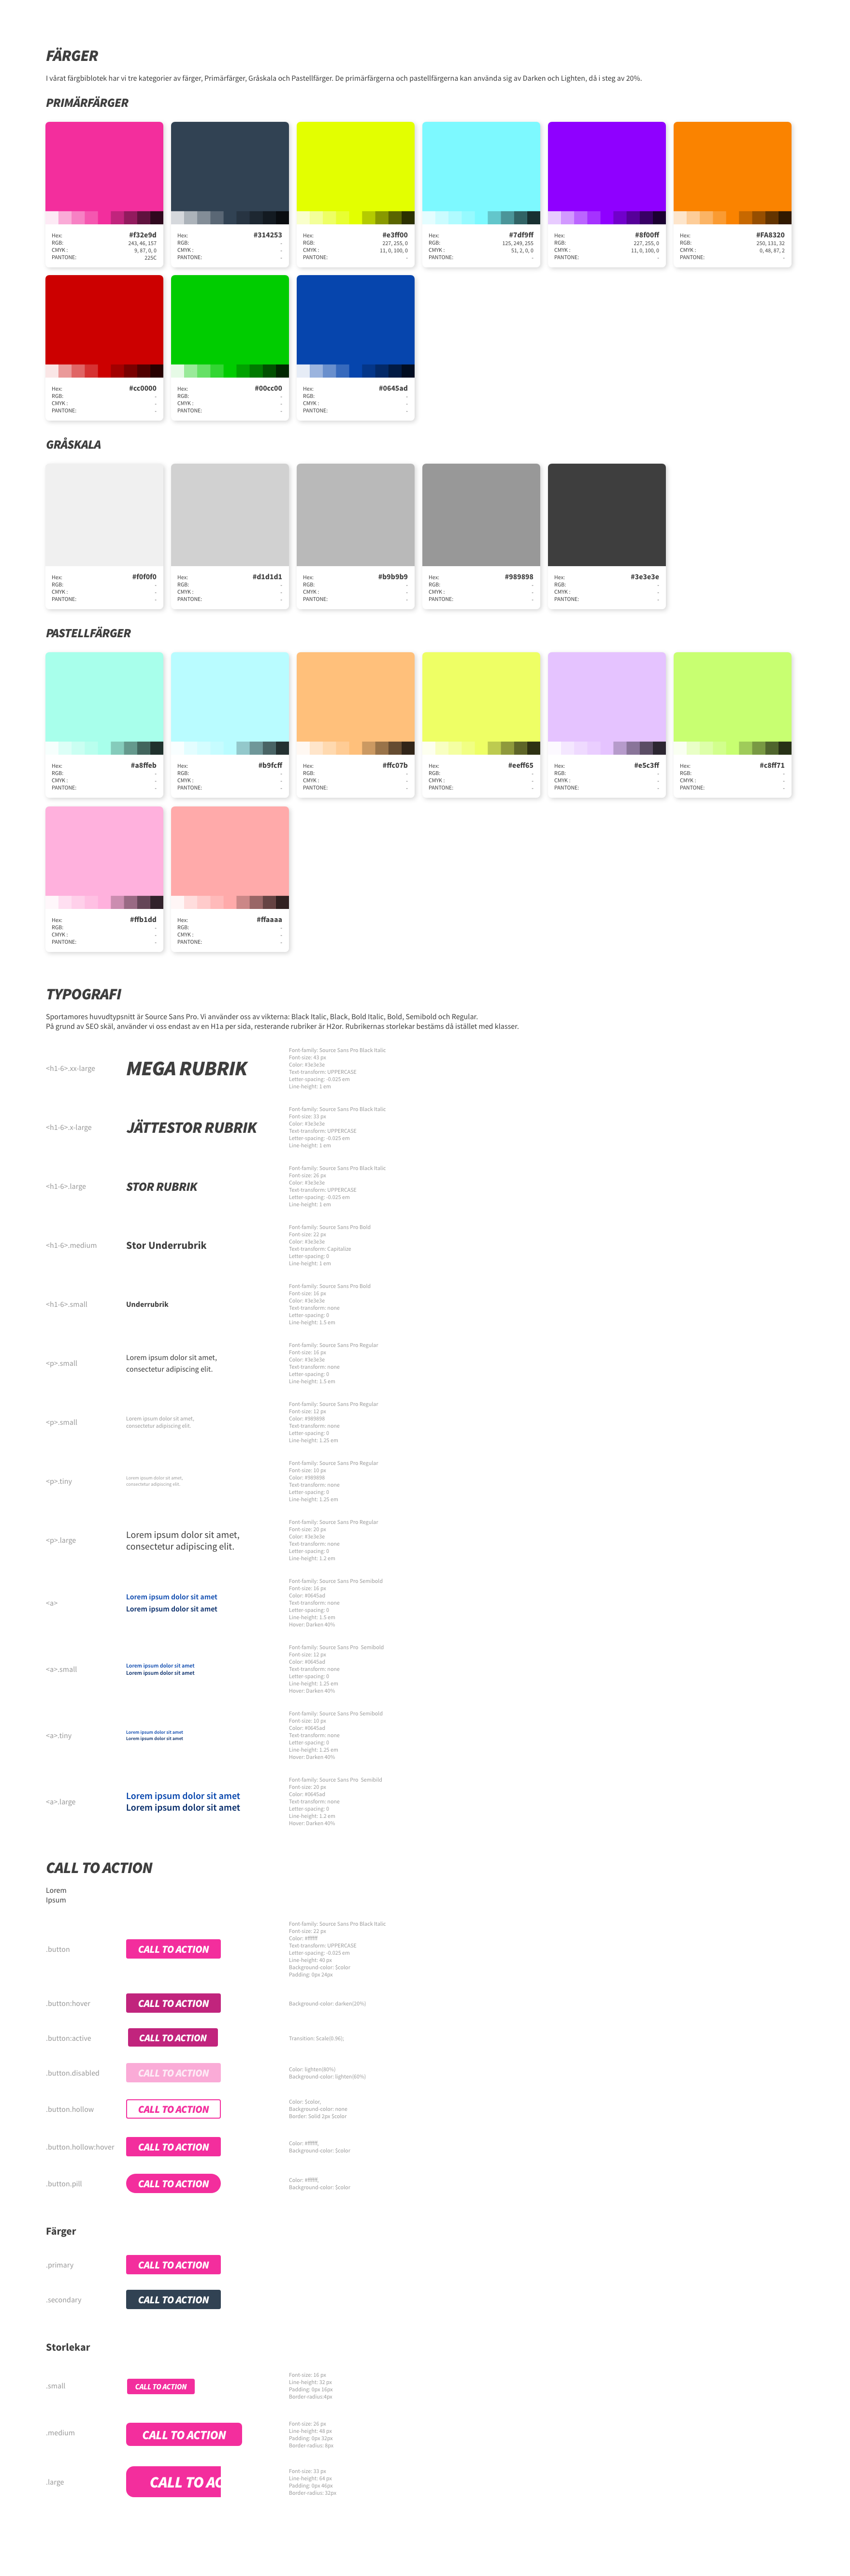 FÄRGER
I vårat färgbiblotek har vi tre kategorier av färger, Primärfärger, Gråskala och Pastellfärger. De primärfärgerna och pastellfärgerna kan använda sig av Darken och Lighten, då i steg av 20%.
PRIMÄRFÄRGER
Hex: #f32e9d
RGB: 243, 46, 157
CMYK : 9, 87, 0, 0
PANTONE: 225C
Hex: #314253
RGB: -
CMYK : -
PANTONE: -
Hex: #e3ff00
RGB: 227, 255, 0
CMYK : 11, 0, 100, 0
PANTONE: -
Hex: #7df9ff
RGB: 125, 249, 255
CMYK : 51, 2, 0, 0
PANTONE: -
Hex: #8f00ff
RGB: 227, 255, 0
CMYK : 11, 0, 100, 0
PANTONE: -
Hex: #FA8320
RGB: 250, 131, 32
CMYK : 0, 48, 87, 2
PANTONE: -
Hex: #cc0000
RGB: -
CMYK : -
PANTONE: -
Hex: #00cc00
RGB: -
CMYK : -
PANTONE: -
Hex: #0645ad
RGB: -
CMYK : -
PANTONE: -
GRÅSKALA
Hex: #f0f0f0
RGB: -
CMYK : -
PANTONE: -
Hex: #d1d1d1
RGB: -
CMYK : -
PANTONE: -
Hex: #b9b9b9
RGB: -
CMYK : -
PANTONE: -
Hex: #989898
RGB: -
CMYK : -
PANTONE: -
Hex: #3e3e3e
RGB: -
CMYK : -
PANTONE: -
PASTELLFÄRGER
Hex: #a8ffeb
RGB: -
CMYK : -
PANTONE: -
Hex: #b9fcff
RGB: -
CMYK : -
PANTONE: -
Hex: #ffc07b
RGB: -
CMYK : -
PANTONE: -
Hex: #eeff65
RGB: -
CMYK : -
PANTONE: -
Hex: #e5c3ff
RGB: -
CMYK : -
PANTONE: -
Hex: #c8ff71
RGB: -
CMYK : -
PANTONE: -
Hex: #ffb1dd
RGB: -
CMYK : -
PANTONE: -
Hex: #ffaaaa
RGB: -
CMYK : -
PANTONE: -
TYPOGRAFI
Sportamores huvudtypsnitt är Source Sans Pro. Vi använder oss av vikterna: Black Italic, Black, Bold Italic, Bold, Semibold och Regular.
På grund av SEO skäl, använder vi oss endast av en H1a per sida, resterande rubriker är H2or. Rubrikernas storlekar bestäms då istället med klasser.
<h1-6>.xx-large
MEGA RUBRIK
Font-family: Source Sans Pro Black Italic
Font-size: 43 px
Color: #3e3e3e
Text-transform: UPPERCASE
Letter-spacing: -0.025 em
Line-height: 1 em
<h1-6>.x-large
JÄTTESTOR RUBRIK
Font-family: Source Sans Pro Black Italic
Font-size: 33 px
Color: #3e3e3e
Text-transform: UPPERCASE
Letter-spacing: -0.025 em
Line-height: 1 em
<h1-6>.large
STOR RUBRIK
Font-family: Source Sans Pro Black Italic
Font-size: 26 px
Color: #3e3e3e
Text-transform: UPPERCASE
Letter-spacing: -0.025 em
Line-height: 1 em
<h1-6>.medium
Stor Underrubrik
Font-family: Source Sans Pro Bold
Font-size: 22 px
Color: #3e3e3e
Text-transform: Capitalize
Letter-spacing: 0
Line-height: 1 em
<h1-6>.small
Underrubrik
Font-family: Source Sans Pro Bold
Font-size: 16 px
Color: #3e3e3e
Text-transform: none
Letter-spacing: 0
Line-height: 1.5 em
<p>.small
Lorem ipsum dolor sit amet,
consectetur adipiscing elit.
Font-family: Source Sans Pro Regular
Font-size: 16 px
Color: #3e3e3e
Text-transform: none
Letter-spacing: 0
Line-height: 1.5 em
<p>.small
Lorem ipsum dolor sit amet,
consectetur adipiscing elit.
Font-family: Source Sans Pro Regular
Font-size: 12 px
Color: #989898
Text-transform: none
Letter-spacing: 0
Line-height: 1.25 em
<p>.tiny
Lorem ipsum dolor sit amet,
consectetur adipiscing elit.
Font-family: Source Sans Pro Regular
Font-size: 10 px
Color: #989898
Text-transform: none
Letter-spacing: 0
Line-height: 1.25 em
<p>.large
Lorem ipsum dolor sit amet,
consectetur adipiscing elit.
Font-family: Source Sans Pro Regular
Font-size: 20 px
Color: #3e3e3e
Text-transform: none
Letter-spacing: 0
Line-height: 1.2 em
<a>
Lorem ipsum dolor sit amet
Lorem ipsum dolor sit amet
Font-family: Source Sans Pro Semibold
Font-size: 16 px
Color: #0645ad
Text-transform: none
Letter-spacing: 0
Line-height: 1.5 em
Hover: Darken 40%
<a>.small
Lorem ipsum dolor sit amet
Lorem ipsum dolor sit amet
Font-family: Source Sans Pro Semibold
Font-size: 12 px
Color: #0645ad
Text-transform: none
Letter-spacing: 0
Line-height: 1.25 em
Hover: Darken 40%
<a>.tiny
Lorem ipsum dolor sit amet
Lorem ipsum dolor sit amet
Font-family: Source Sans Pro Semibold
Font-size: 10 px
Color: #0645ad
Text-transform: none
Letter-spacing: 0
Line-height: 1.25 em
Hover: Darken 40%
<a>.large
Lorem ipsum dolor sit amet
Lorem ipsum dolor sit amet
Font-family: Source Sans Pro Semibold
Font-size: 20 px
Color: #0645ad
Text-transform: none
Letter-spacing: 0
Line-height: 1.2 em
Hover: Darken 40%
CALL TO ACTION
Lorem
Ipsum
.button
CALL TO ACTION
Font-family: Source Sans Pro Black Italic
Font-size: 22 px
Color: #ffffff
Text-transform: UPPERCASE
Letter-spacing: -0.025 em
Line-height: 40 px
Background-color: $color
Padding: 0px 24px
.button:hover
CALL TO ACTION
Background-color: darken(20%)
.button:active
CALL TO ACTION
Transition: Scale(0.96);
.button.disabled
CALL TO ACTION
Color: lighten(80%)
Background-color: lighten(60%)
.button.hollow
CALL TO ACTION
Color: $color,
Background-color: none
Border: Solid 2px $color
.button.hollow:hover
CALL TO ACTION
Color: #ffffff,
Background-color: $color
.button.pill
CALL TO ACTION
Color: #ffffff,
Background-color: $color
Färger
.primary
CALL TO ACTION
.secondary
CALL TO ACTION
Storlekar
.small
CALL TO ACTION
Font-size: 16 px
Line-height: 32 px
Padding: 0px 16px
Border-radius:4px
.medium
CALL TO ACTION
Font-size: 26 px
Line-height: 48 px
Padding: 0px 32px
Border-radius: 8px
.large
CALL TO AC
Font-size: 33 px
Line-height: 64 px
Padding: 0px 46px
Border-radius: 32px